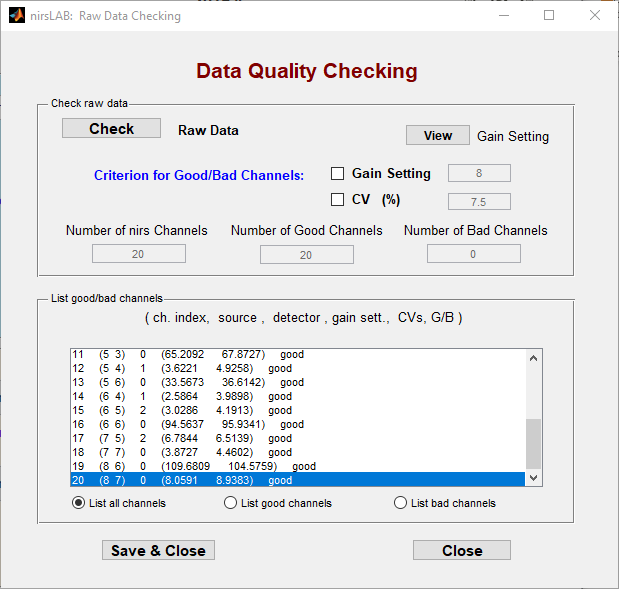 nirsLAB:  Raw Data Checking
Data Quality Checking
Check raw data
Check Raw Data View Gain Setting
Criterion for Good/Bad Channels: Gain Setting 8
CV (%) 7.5
Number of nirs Channels Number of Good Channels Number of Bad Channels
20 20 0
List good/bad channels
( ch. index,  source ,  detector , gain sett.,  CVs, G/B )
11 (5 3) 0 (65.2092 67.8727) good
12 (5 4) 1 (3.6221 4.9258) good
13 (5 6) 0 (33.5673 36.6142) good
14 (6 4) 1 (2.5864 3.9898) good
15 (6 5) 2 (3.0286 4.1913) good
16 (6 6) 0 (94.5637 95.9341) good
17 (7 5) 2 (6.7844 6.5139) good
18 (7 7) 0 (3.8727 4.4602) good
19 (8 6) 0 (109.6809 104.5759) good
20 (8 7) 0 (8.0591 8.9383) good
List all channels List good channels List bad channels
Save & Close Close